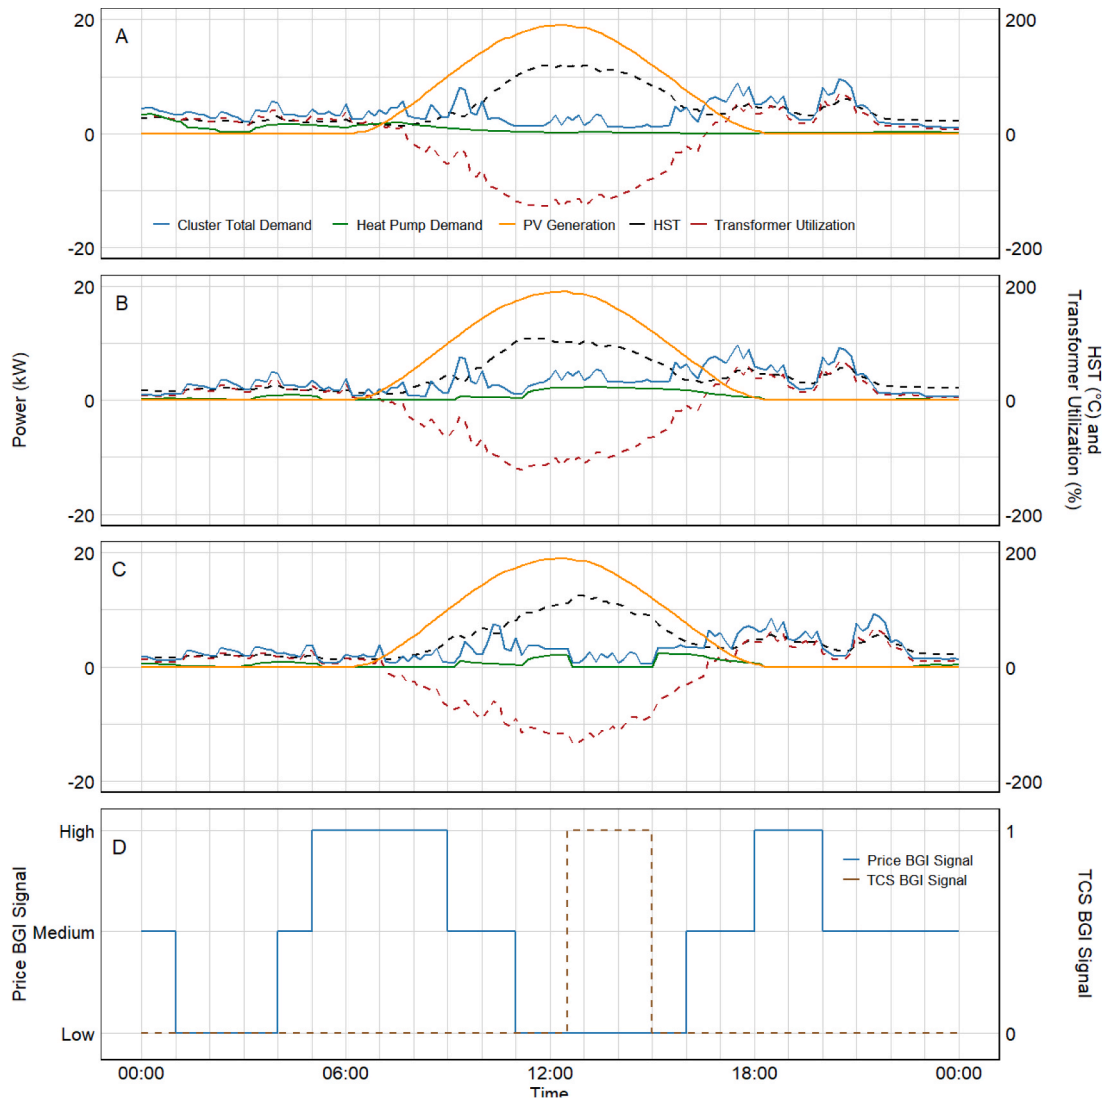 A
20
0
-20
200
0
-200
Cluster Total Demand Heat Pump Demand PV Generation HST Transformer Utilization
B
20
0
-20
200
0
-200
Power (kW)
HST (°C) and
Transformer Utilization (%)
C
20
0
-20
200
0
-200
D
High
Medium
Low
1
0
Price BGI Signal
TCS BGI Signal
Price BGI Signal
TCS BGI Signal
00:00 06:00 12:00 18:00 00:00
Time